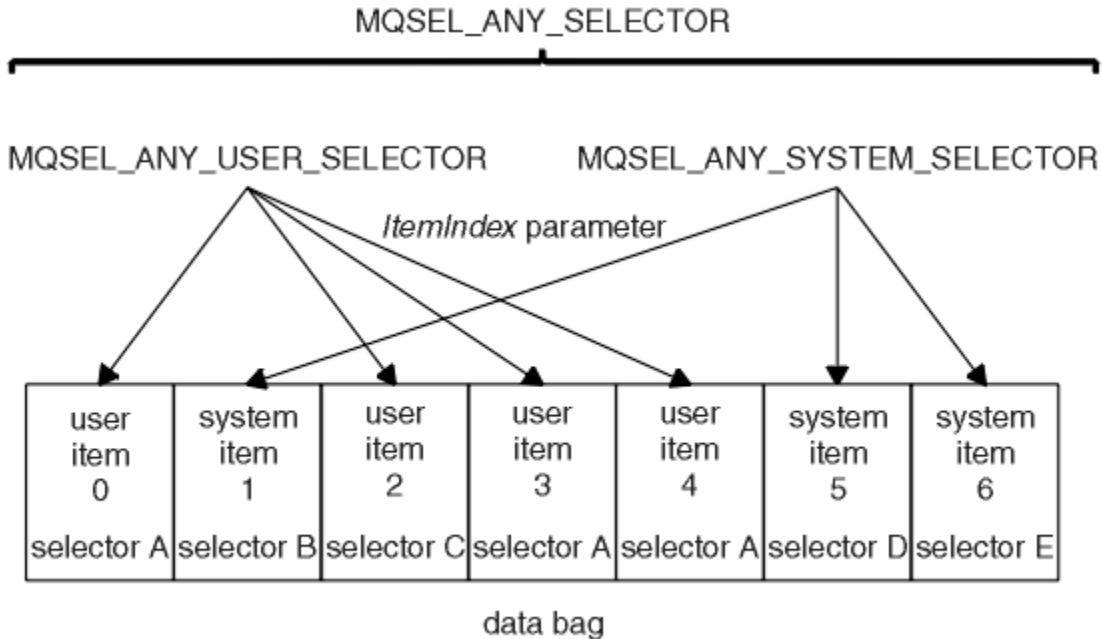 MQSEL_ANY_SELECTOR
MQSEL_ANY_USER_SELECTOR
MQSEL_ANY_SYSTEM_SELECTOR
ItemIndex parameter
user
item
0
selector A
system
item
1
selector B
user
item
2
selector C
user
item
3
selector A
user
item
4
selector A
system
item
5
selector D
system
item
6
selector E
data bag